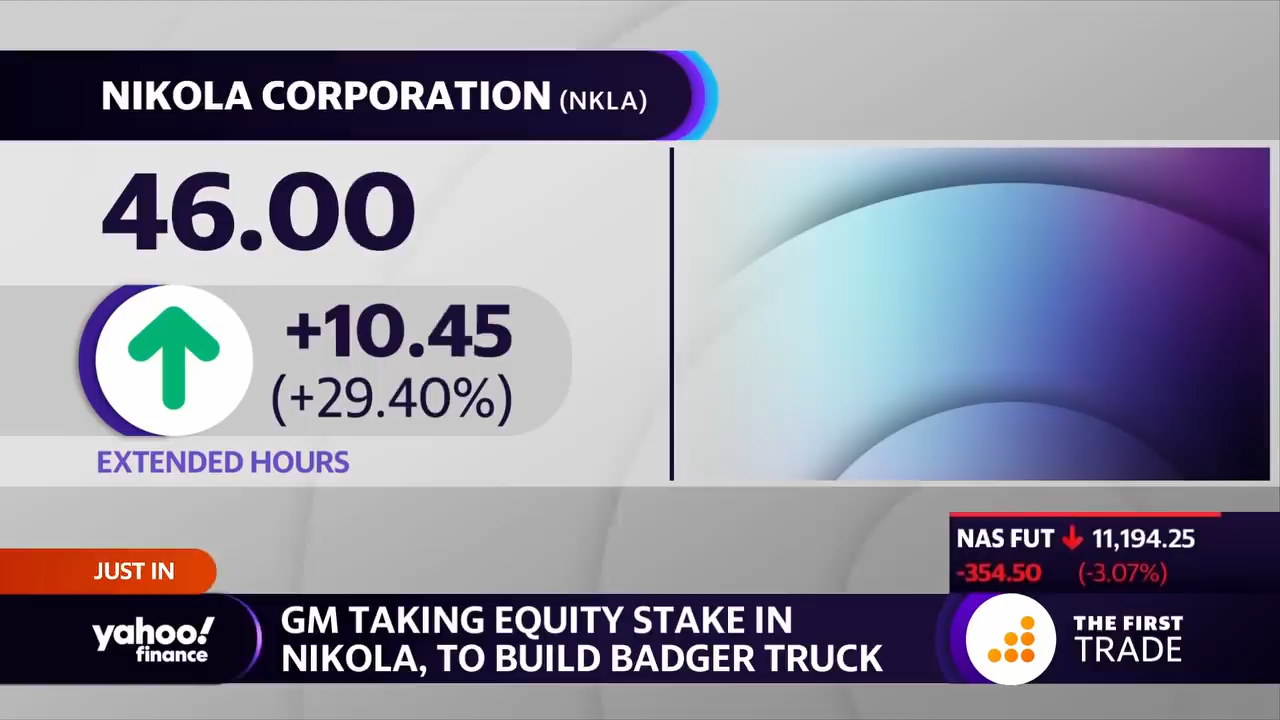 NIKOLA CORPORATION (NKLA)
46.00
+10.45
(+29.40%)
EXTENDED HOURS
NAS FUT 11,194.25
-354.50 (-3.07%)
JUST IN
yahoo!
finance
GM TAKING EQUITY STAKE IN
NIKOLA, TO BUILD BADGER TRUCK
THE FIRST
TRADE